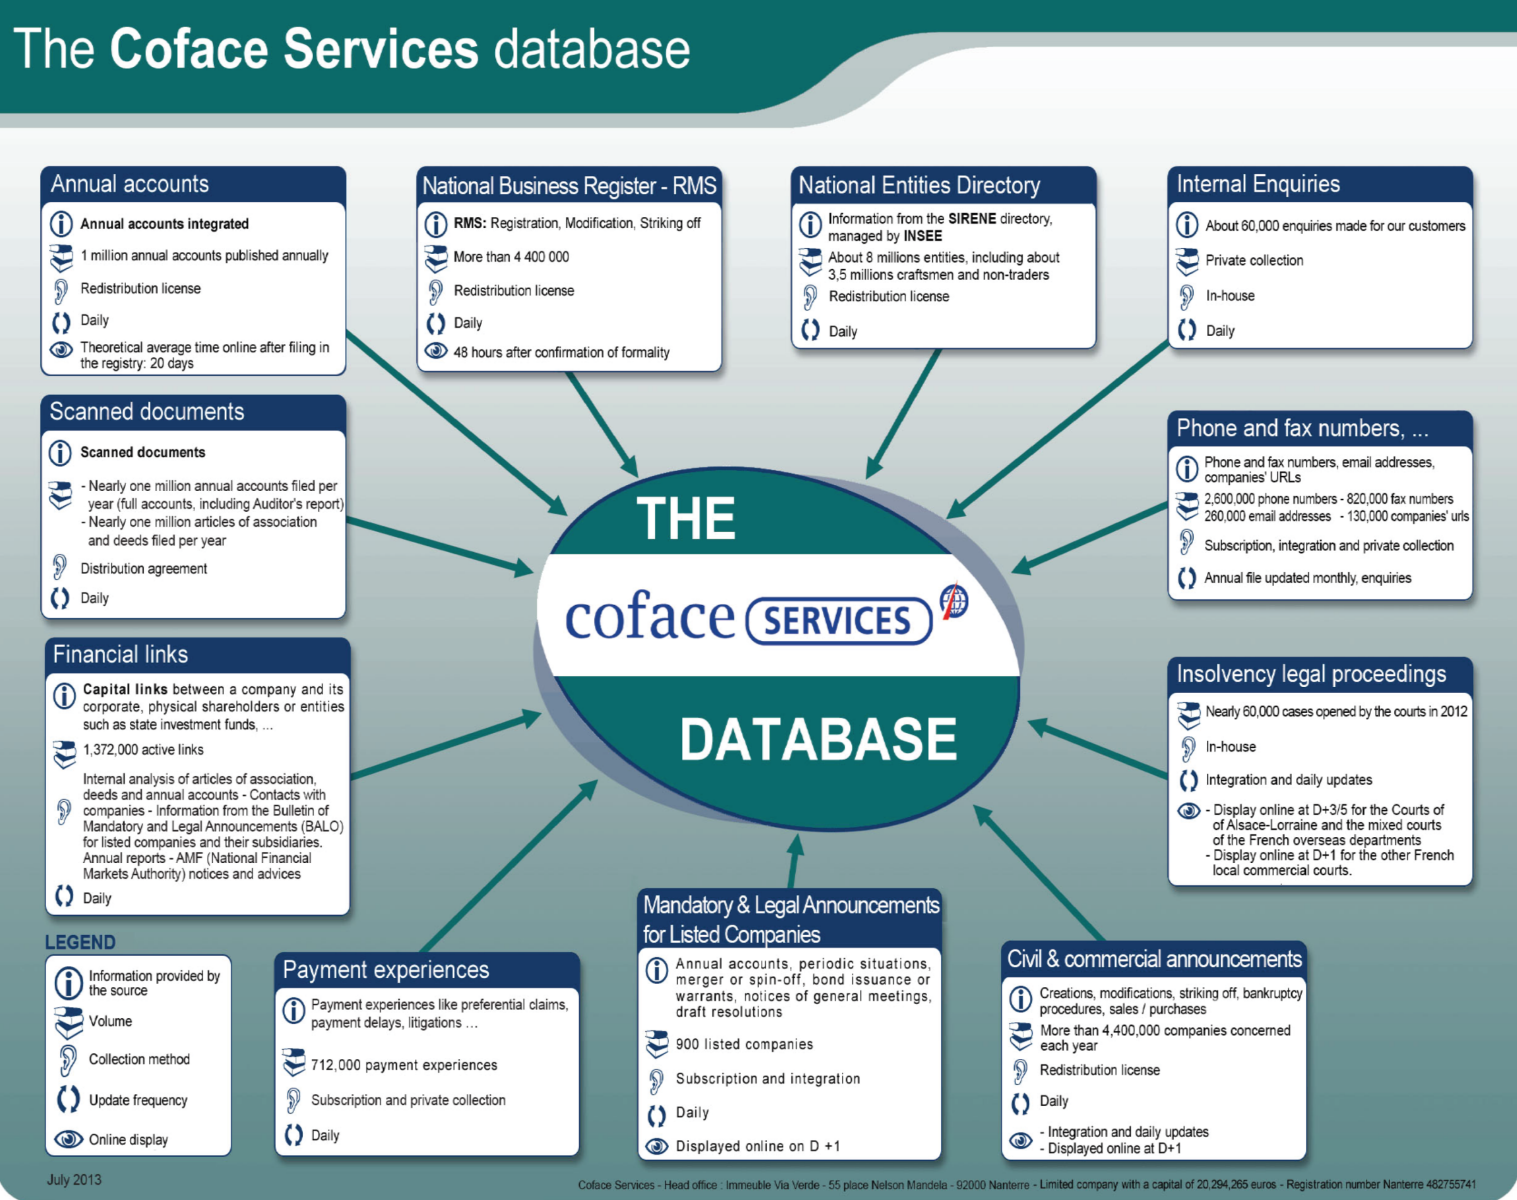 The Coface Services database
Annual accounts
Annual accounts integrated
1 million annual accounts published annually
Redistribution license
Daily
Theoretical average time online after filing in
the registry: 20 days
National Business Register - RMS
RMS: Registration, Modification, Striking off
More than 4 400 000
Redistribution license
Daily
48 hours after confirmation of formality
National Entities Directory
Information from the SIRENE directory,
managed by INSEE
About 8 millions entities, including about
3,5 millions craftsmen and non-traders
Redistribution license
Daily
Internal Enquiries
About 60,000 enquiries made for our customers
Private collection
In-house
Daily
Scanned documents
Scanned documents
- Nearly one million annual accounts filed per
year (full accounts, including Auditor's report)
- Nearly one million articles of association
and deeds filed per year
Distribution agreement
Daily
Phone and fax numbers, ...
Phone and fax numbers, email addresses,
companies' URLs
2,600,000 phone numbers - 820,000 fax numbers
260,000 email addresses - 130,000 companies' urls
Subscription, integration and private collection
Annual file updated monthly, enquiries
THE
coface SERVICES
DATABASE
Financial links
Capital links between a company and its
corporate, physical shareholders or entities
such as state investment funds, ...
1,372,000 active links
Internal analysis of articles of association,
deeds and annual accounts - Contacts with
companies - Information from the Bulletin of
Mandatory and Legal Announcements (BALO)
for listed companies and their subsidiaries.
Annual reports - AMF (National Financial
Markets Authority) notices and advices
Daily
Insolvency legal proceedings
Nearly 60,000 cases opened by the courts in 2012
In-house
Integration and daily updates
- Display online at D+3/5 for the Courts of
of Alsace-Lorraine and the mixed courts
of the French overseas departments
- Display online at D+1 for the other French
local commercial courts.
LEGEND
Information provided by
the source
Volume
Collection method
Update frequency
Online display
Payment experiences
Payment experiences like preferential claims,
payment delays, litigations ...
712,000 payment experiences
Subscription and private collection
Daily
Mandatory & Legal Announcements
for Listed Companies
Annual accounts, periodic situations,
merger or spin-off, bond issuance or
warrants, notices of general meetings,
draft resolutions
900 listed companies
Subscription and integration
Daily
Displayed online on D +1
Civil & commercial announcements
Creations, modifications, striking off, bankruptcy
procedures, sales / purchases
More than 4,400,000 companies concerned
each year
Redistribution license
Daily
- Integration and daily updates
- Displayed online at D+1
July 2013
Coface Services - Head office : Immeuble Via Verde - 55 place Nelson Mandela - 92000 Nanterre - Limited company with a capital of 20,294,265 euros - Registration number Nanterre 482755741